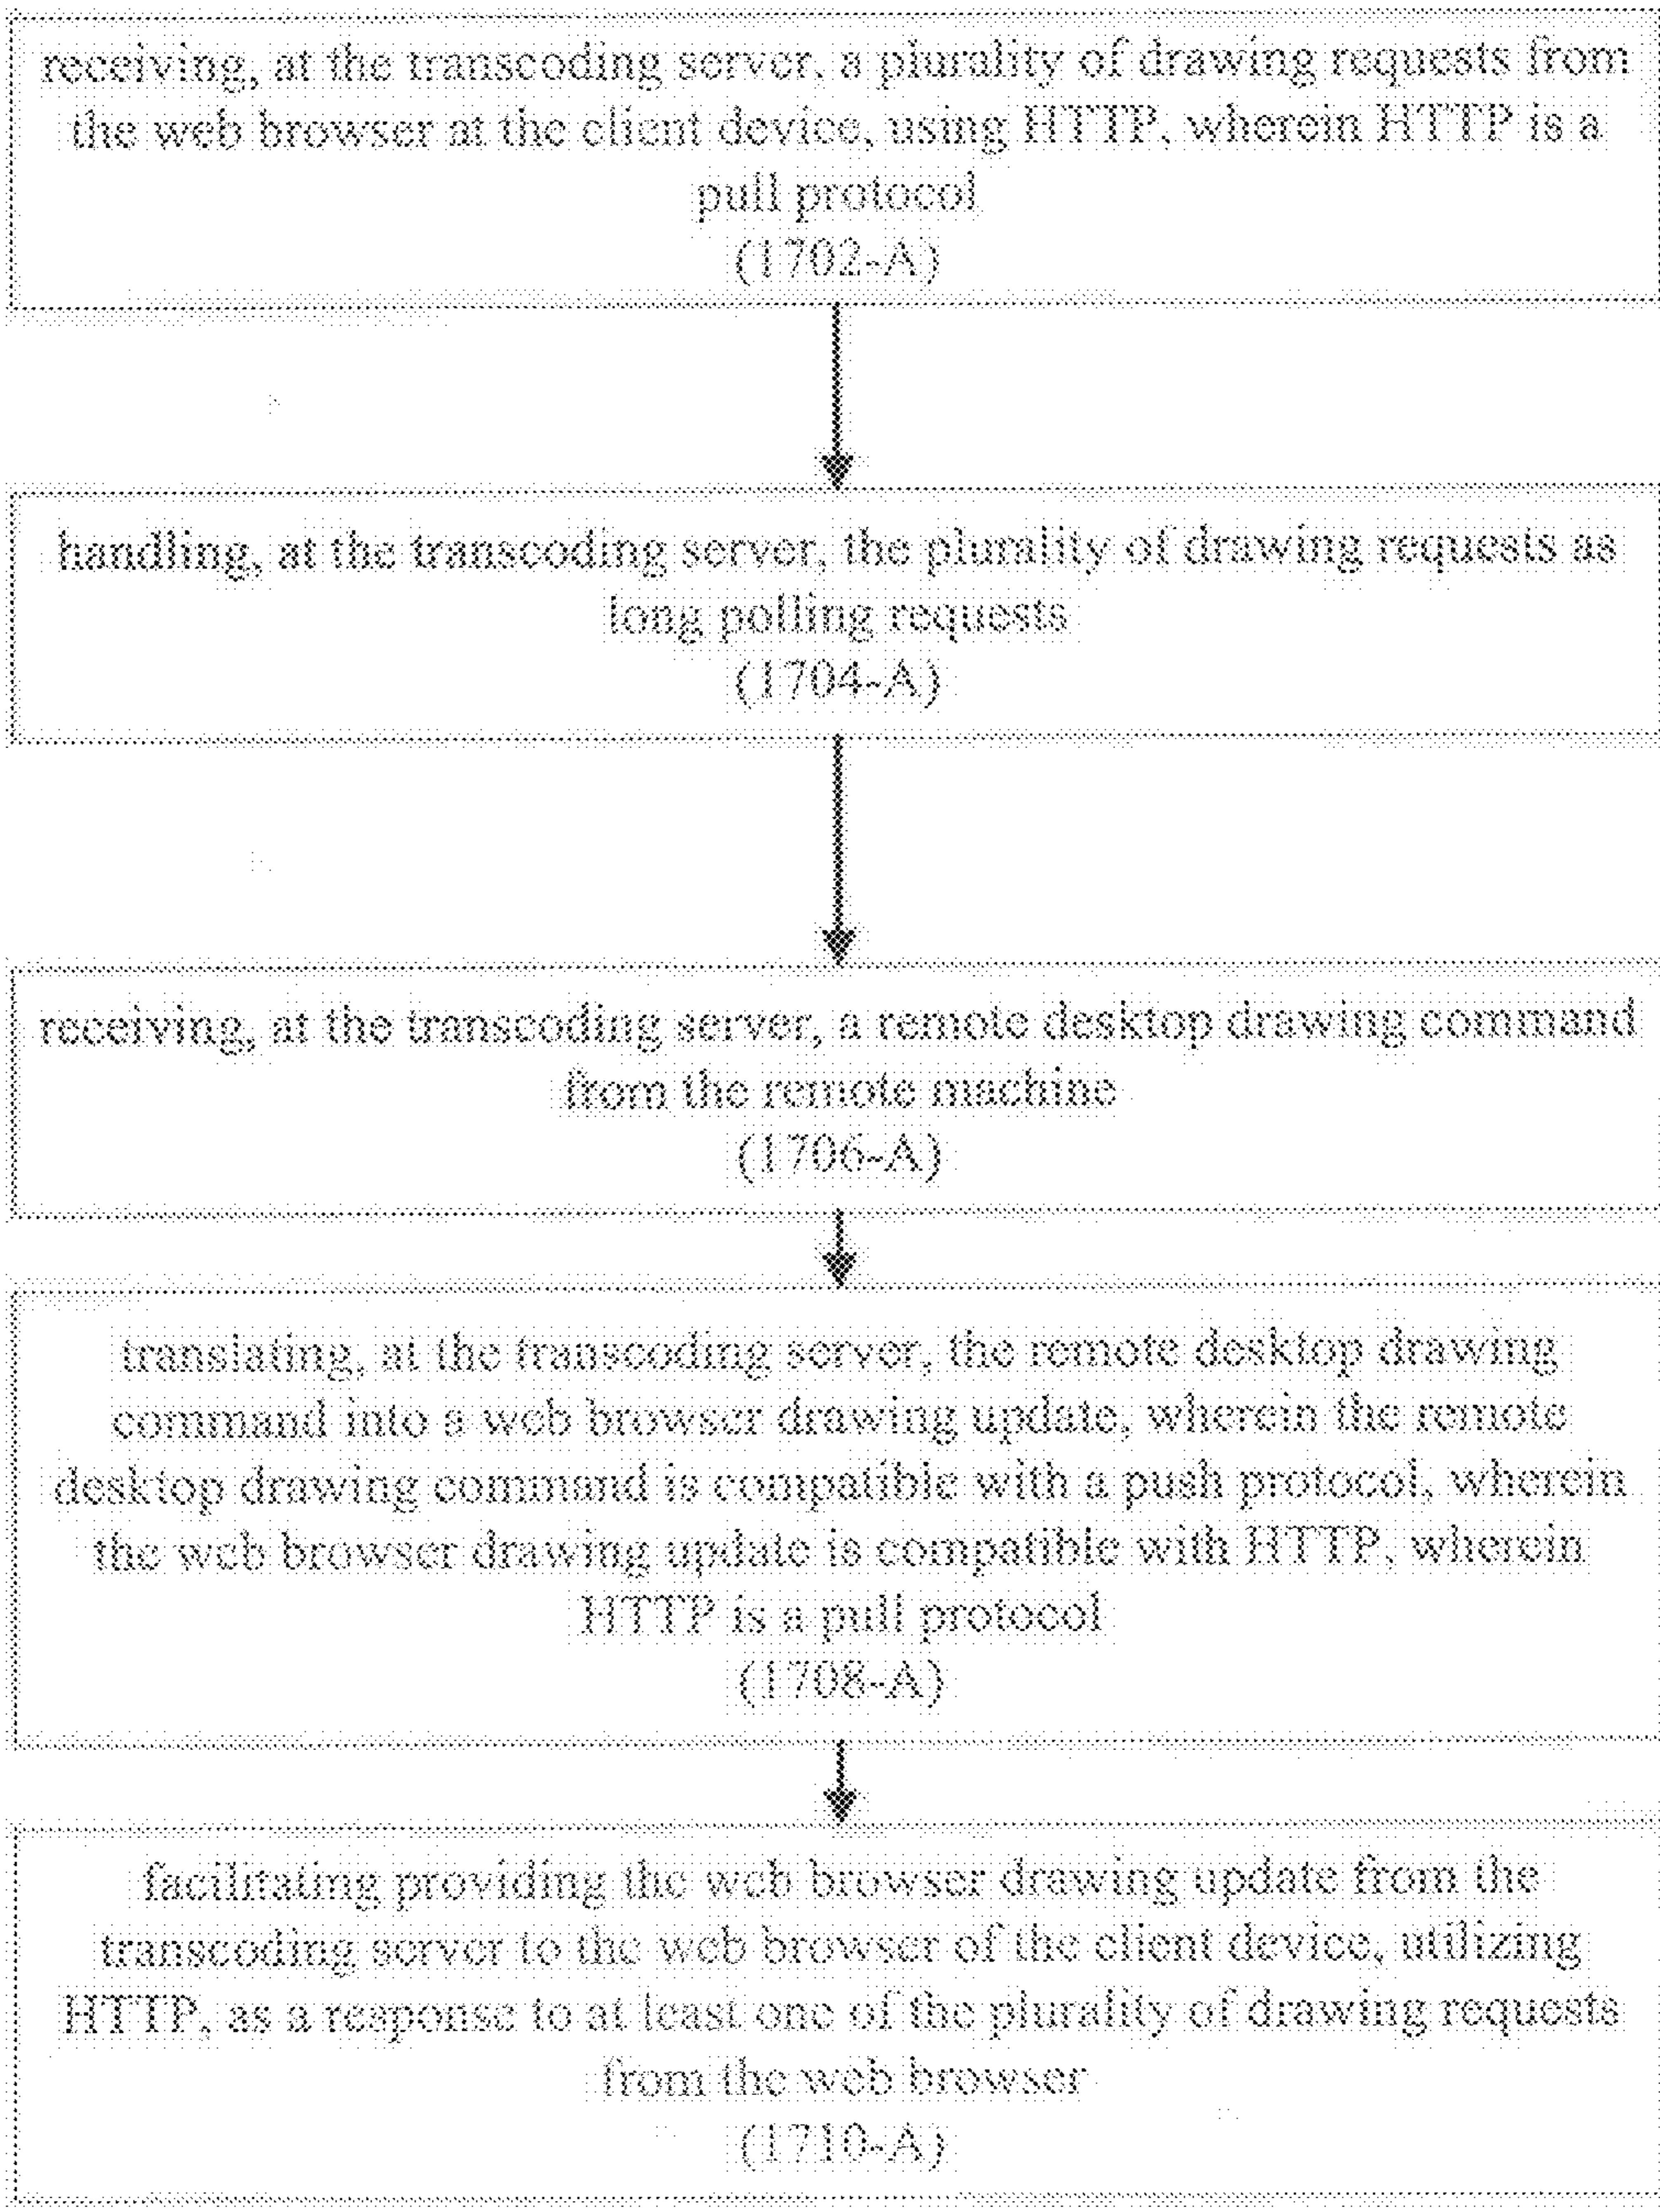 receiving, at the transcoding server, a plurality of drawing requests from
the web browser at the client device, using HTTP, wherein HTTP is a
pull protocol
(1702-A)
handling, at the transcoding server, the plurality of drawing requests as
long polling requests
(1704-A)
receiving, at the transcoding server, a remote desktop drawing command
from the remote machine
(1706-A)
translating, at the transcoding server, the remote desktop drawing
command into a web browser drawing update, wherein the remote
desktop drawing command is compatible with a push protocol, wherein
the web browser drawing update is compatible with HTTP, wherein
HTTP is a pull protocol
(1708-A)
facilitating providing the web browser drawing update from the
transcoding server to the web browser of the client device, utilizing
HTTP, as a response to at least one of the plurality of drawing requests
from the web browser
(1710-A)